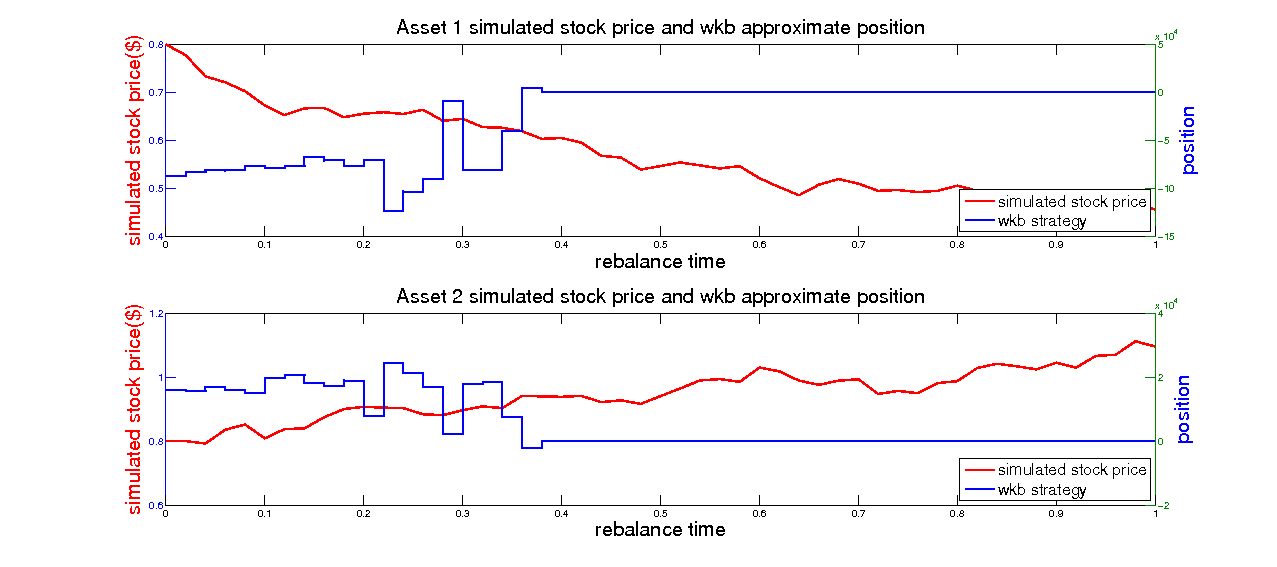 Asset 1 simulated stock price and wkb approximate position
x 10^4
simulated stock price($)
0.8
0.7
0.6
0.5
0.4
5
0
-5
-10
-15
position
simulated stock price
wkb strategy
0 0.1 0.2 0.3 0.4 0.5 0.6 0.7 0.8 0.9 1
rebalance time
Asset 2 simulated stock price and wkb approximate position
x 10^4
simulated stock price($)
1.2
1
0.8
0.6
4
2
0
-2
position
simulated stock price
wkb strategy
0 0.1 0.2 0.3 0.4 0.5 0.6 0.7 0.8 0.9 1
rebalance time